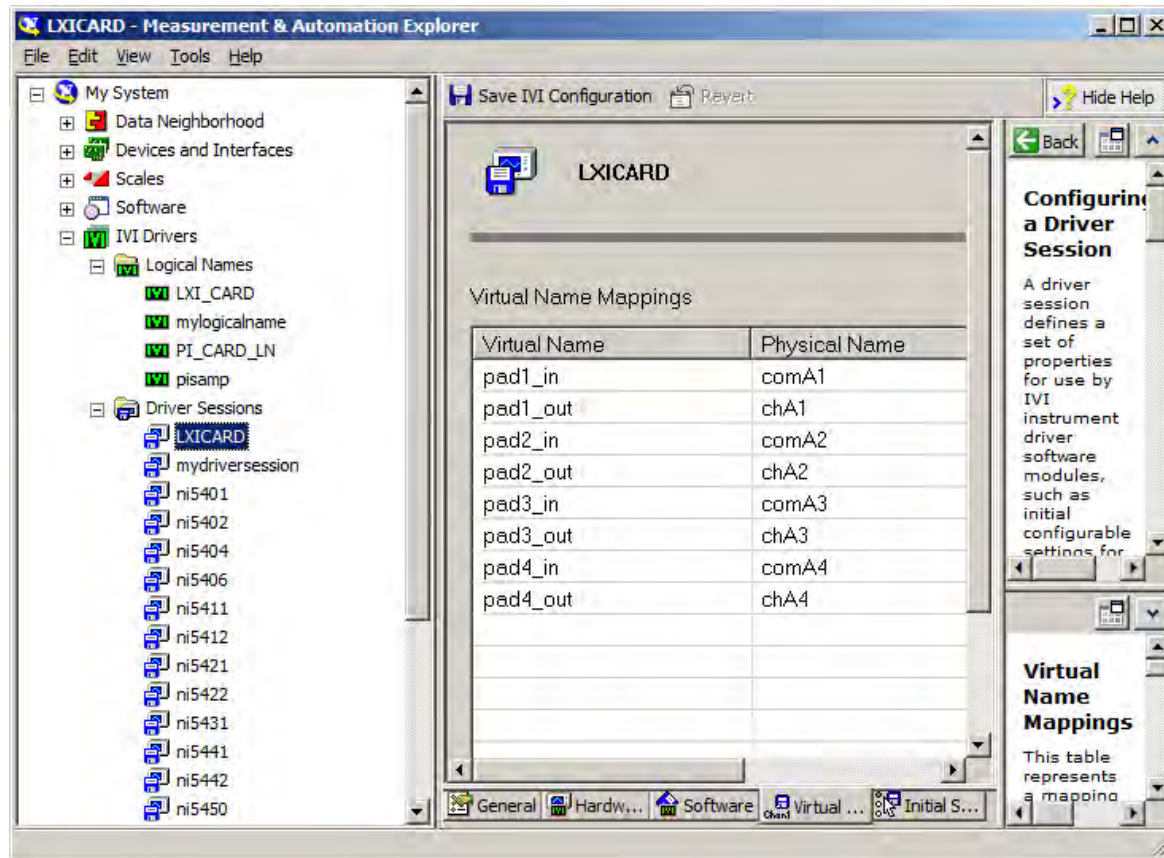 LXICARD - Measurement & Automation Explorer
File Edit View Tools Help
My System
Data Neighborhood
Devices and Interfaces
Scales
Software
IVI Drivers
Logical Names
LXI_CARD
mylogicalname
PI_CARD_LN
pisamp
Driver Sessions
LXICARD
mydriversession
ni5401
ni5402
ni5404
ni5406
ni5411
ni5412
ni5421
ni5422
ni5431
ni5441
ni5442
ni5450
Save IVI Configuration Revert
Hide Help
LXICARD
Virtual Name Mappings
Virtual Name Physical Name
pad1_in comA1
pad1_out chA1
pad2_in comA2
pad2_out chA2
pad3_in comA3
pad3_out chA3
pad4_in comA4
pad4_out chA4
General Hardw... Software Virtual ... Initial S...
Back
Configuring
a Driver
Session
A driver
session
defines a
set of
properties
for use by
IVI
instrument
driver
software
modules,
such as
initial
configurable
settings for
Virtual
Name
Mappings
This table
represents
a mapping